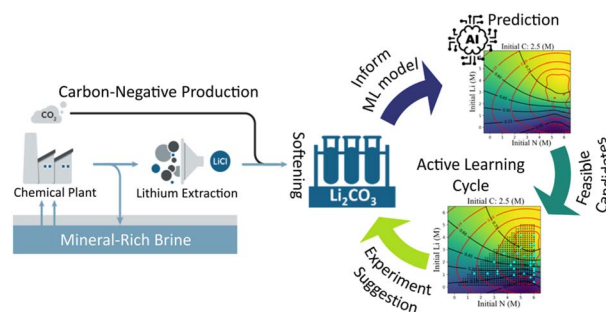 Carbon-Negative Production
CO₂
Chemical Plant
Lithium Extraction
LiCl
Mineral-Rich Brine
Softening
Li₂CO₃
Inform
ML model
Prediction
AI
Initial C: 2.5 (M)
Initial Li (M)
Initial N (M)
Feasible
Candidates
Active Learning
Cycle
Initial C: 2.5 (M)
Initial Li (M)
Initial N (M)
Experiment
Suggestion